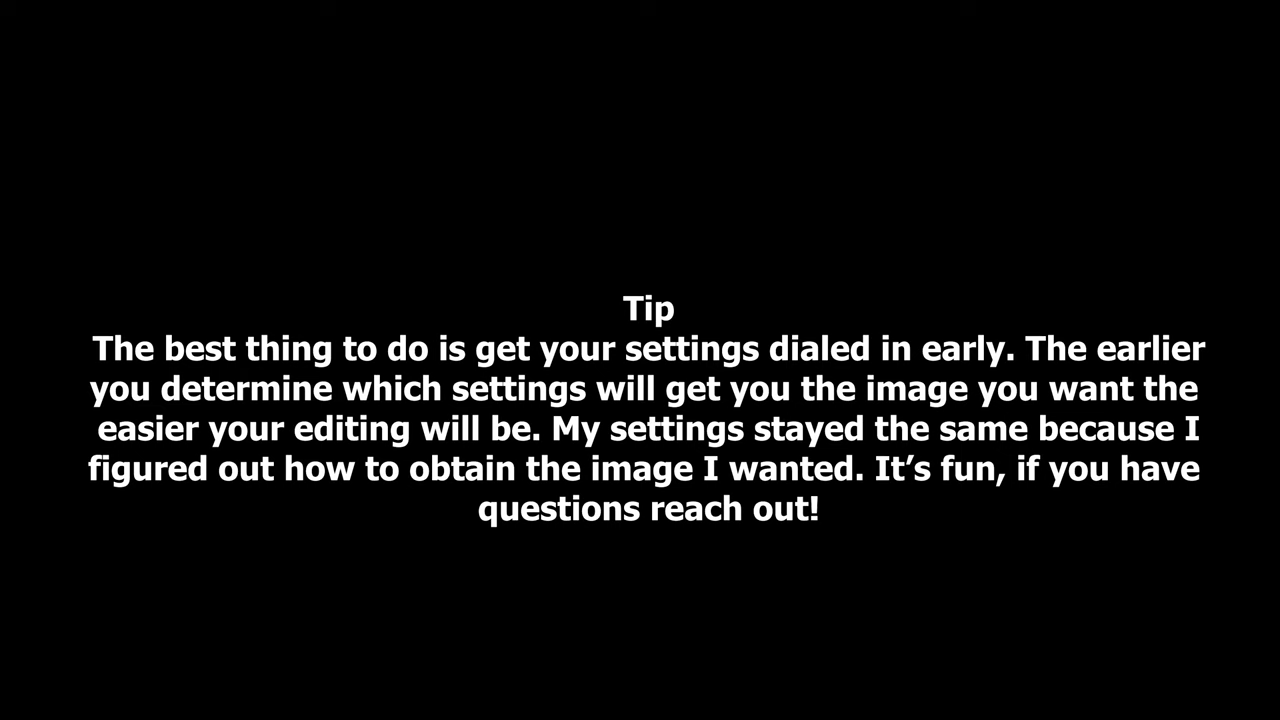 Tip
The best thing to do is get your settings dialed in early. The earlier
you determine which settings will get you the image you want the
easier your editing will be. My settings stayed the same because I
figured out how to obtain the image I wanted. It’s fun, if you have
questions reach out!